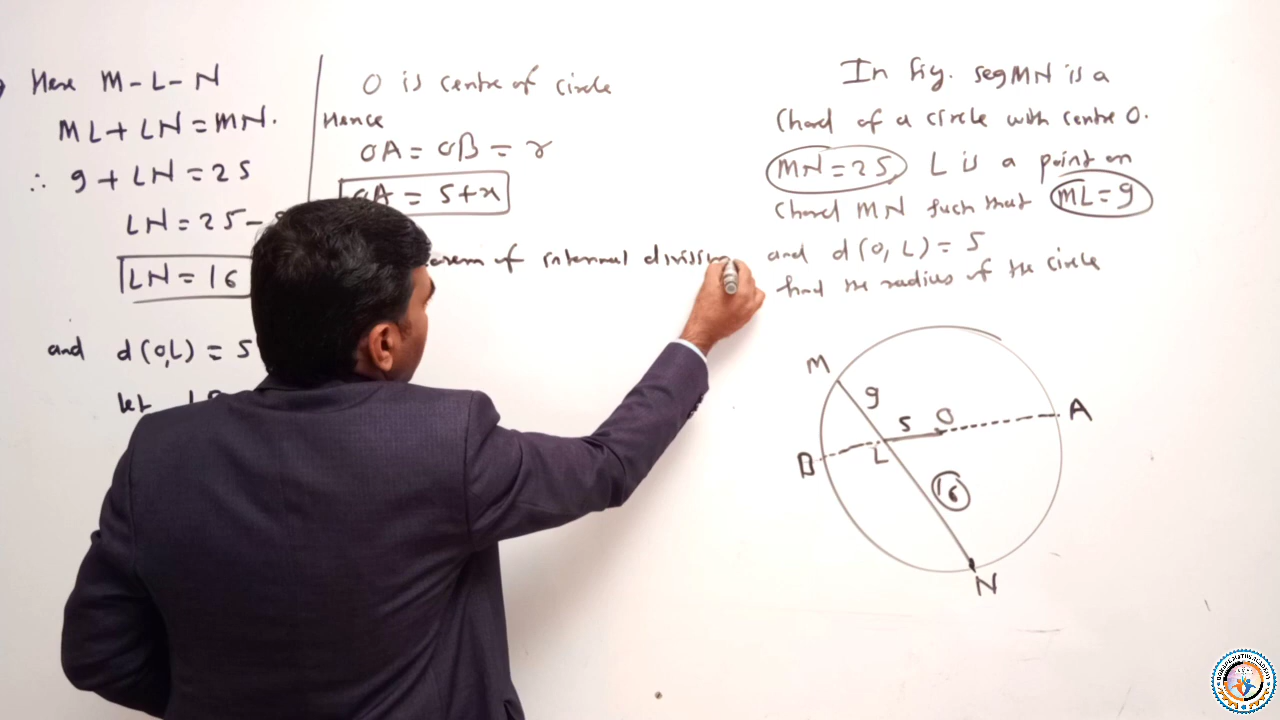 Here M-L-N
ML+LN=MN.
∴ 9+LN=25
LN=25-
LN=16
and d(O,L)=5
let
O is centre of circle
Hence
OA=OB=r
OA=5+x
of internal division
In fig. seg MN is a
Chord of a circle with centre O.
MN=25 L is a point on
Chord MN such that ML=9
and d(O,L)=5
find the radius of the circle
M
9
5 O
A
B
L
16
N